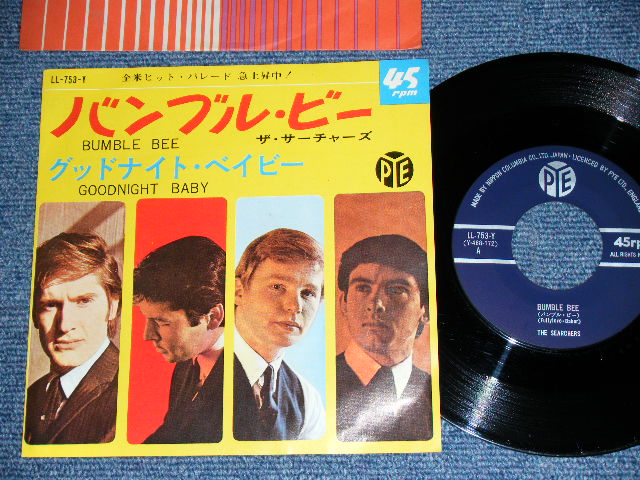 LL-753-Y
全米ヒット・パレード 急上昇中!
45
rpm
バンブル・ビー
BUMBLE BEE
ザ・サーチャーズ
グッドナイト・ベイビー
GOODNIGHT BABY
PYE
MADE BY NIPPON COLUMBIA CO., LTD., JAPAN • LICENCED BY PYE LTD., ENGLAND
PYE
LL-753-Y
(Y-488-772)
A
45rp
ALL RIGHTS
BUMBLE BEE
(バンブル・ビー)
THE SEARCHERS